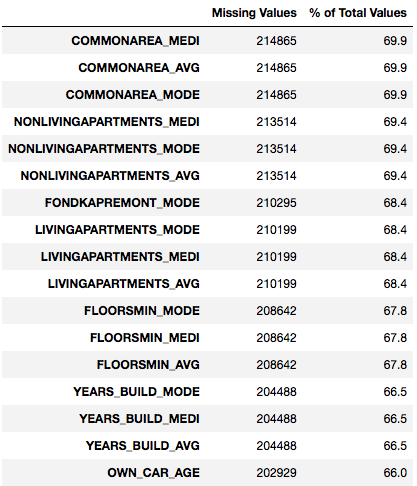 Missing Values % of Total Values
COMMONAREA_MEDI 214865 69.9
COMMONAREA_AVG 214865 69.9
COMMONAREA_MODE 214865 69.9
NONLIVINGAPARTMENTS_MEDI 213514 69.4
NONLIVINGAPARTMENTS_MODE 213514 69.4
NONLIVINGAPARTMENTS_AVG 213514 69.4
FONDKAPREMONT_MODE 210295 68.4
LIVINGAPARTMENTS_MODE 210199 68.4
LIVINGAPARTMENTS_MEDI 210199 68.4
LIVINGAPARTMENTS_AVG 210199 68.4
FLOORSMIN_MODE 208642 67.8
FLOORSMIN_MEDI 208642 67.8
FLOORSMIN_AVG 208642 67.8
YEARS_BUILD_MODE 204488 66.5
YEARS_BUILD_MEDI 204488 66.5
YEARS_BUILD_AVG 204488 66.5
OWN_CAR_AGE 202929 66.0